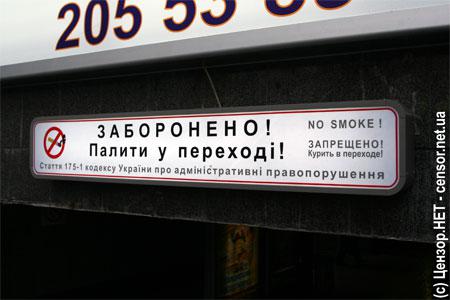 205 53
ЗАБОРОНЕНО!
Палити у переході!
Стаття 175-1 кодексу України про адміністративні правопорушення
NO SMOKE!
ЗАПРЕЩЕНО!
Курить в переходе!
(c) Цензор.НЕТ - censor.net.ua